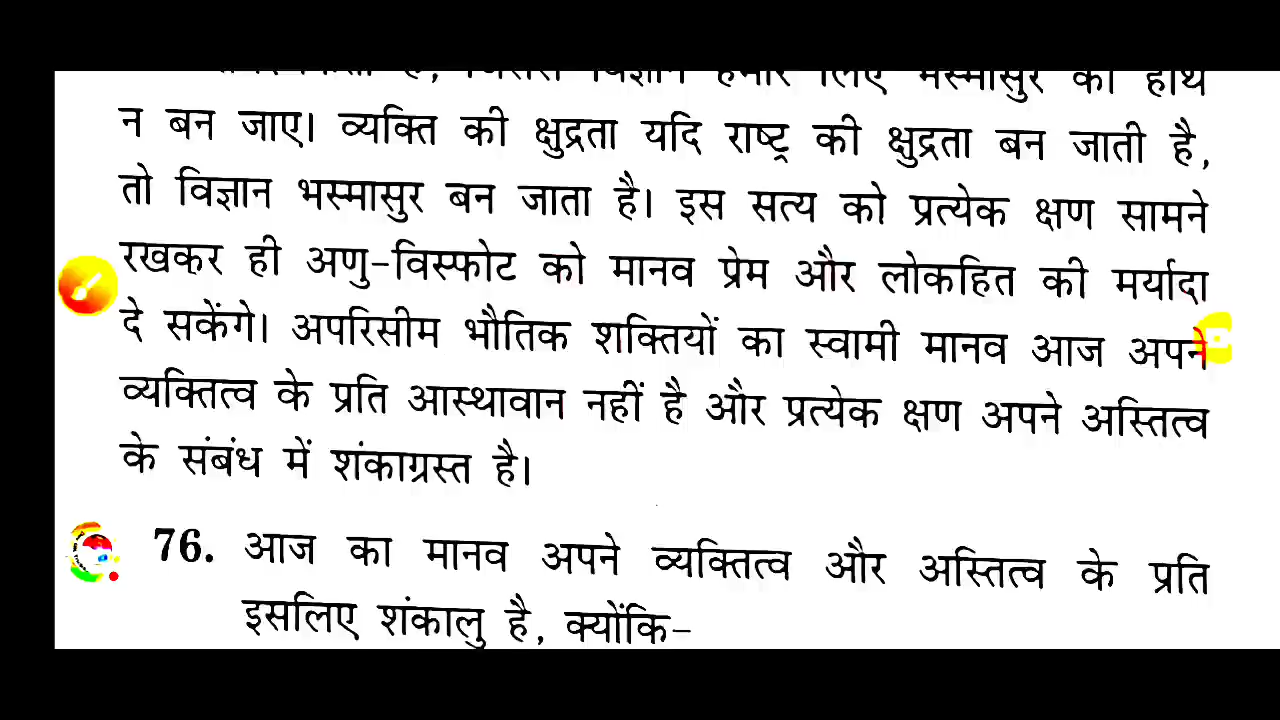 हमारे लिए भस्मासुर का हाथ
न बन जाए। व्यक्ति की क्षुद्रता यदि राष्ट्र की क्षुद्रता बन जाती है,
तो विज्ञान भस्मासुर बन जाता है। इस सत्य को प्रत्येक क्षण सामने
रखकर ही अणु-विस्फोट को मानव प्रेम और लोकहित की मर्यादा
दे सकेंगे। अपरिसीम भौतिक शक्तियों का स्वामी मानव आज अपने
व्यक्तित्व के प्रति आस्थावान नहीं है और प्रत्येक क्षण अपने अस्तित्व
के संबंध में शंकाग्रस्त है।
76. आज का मानव अपने व्यक्तित्व और अस्तित्व के प्रति
इसलिए शंकालु है, क्योंकि-